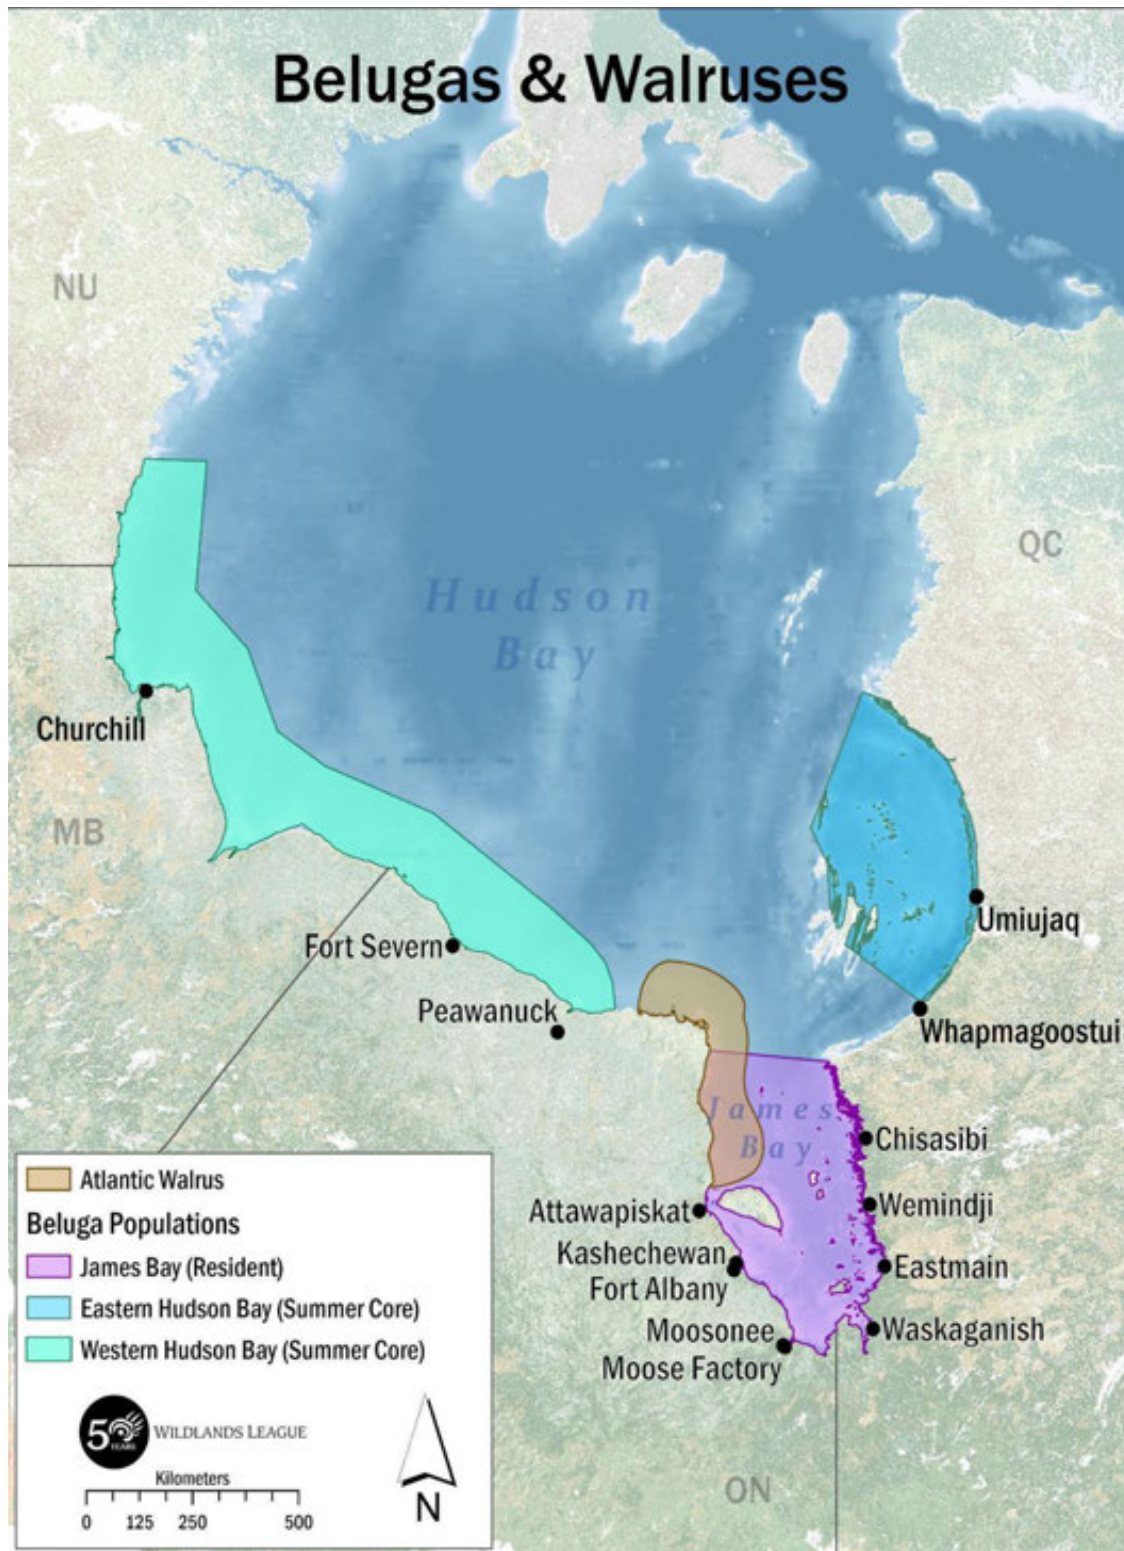 Belugas & Walruses
NU
QC
Hudson
Bay
Churchill
MB
Umiujaq
Fort Severn
Peawanuck
Whapmagoostui
James
Bay
Chisasibi
Attawapiskat
Wemindji
Kashechewan
Fort Albany
Eastmain
Moosonee
Moose Factory
Waskaganish
ON
Atlantic Walrus
Beluga Populations
James Bay (Resident)
Eastern Hudson Bay (Summer Core)
Western Hudson Bay (Summer Core)
50
YEARS
WILDLANDS LEAGUE
Kilometers
0 125 250 500
N